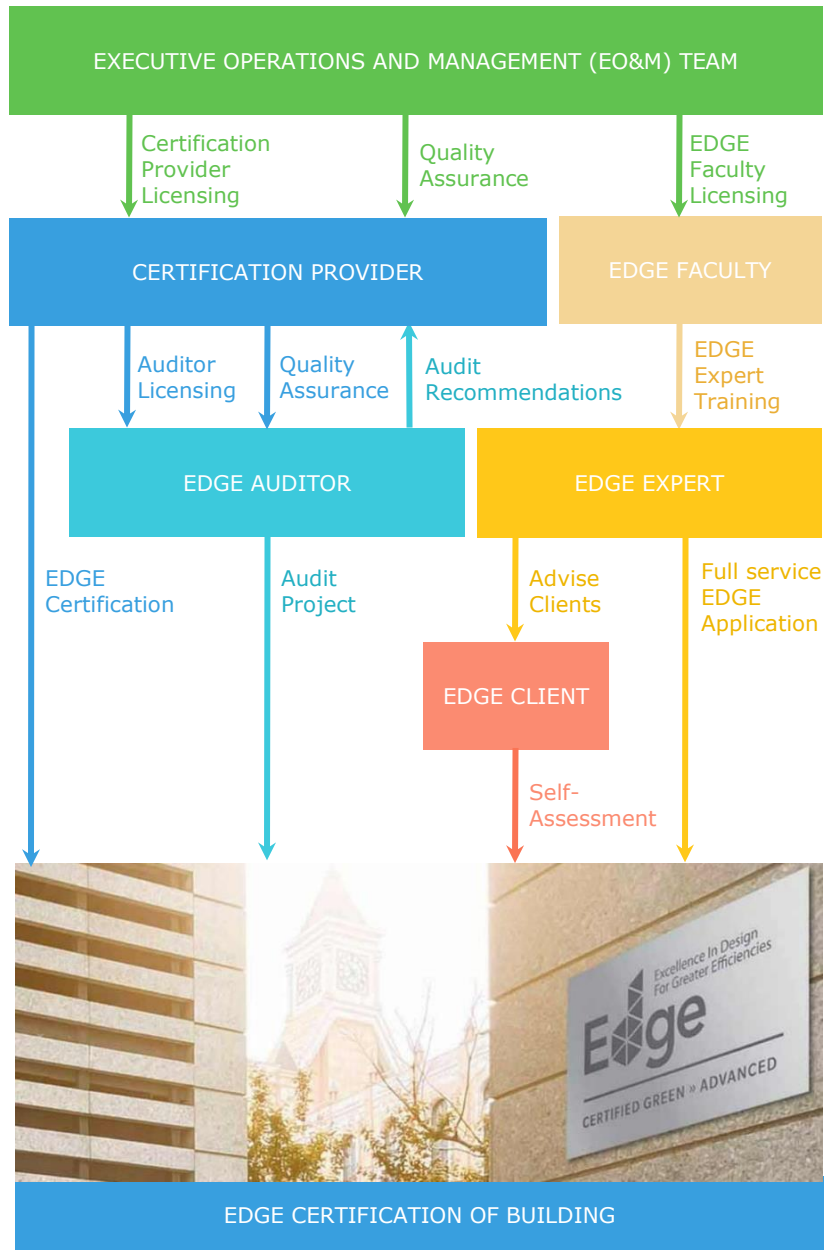 EXECUTIVE OPERATIONS AND MANAGEMENT (EO&M) TEAM
Certification
Provider
Licensing
Quality
Assurance
EDGE
Faculty
Licensing
CERTIFICATION PROVIDER
EDGE FACULTY
Auditor
Licensing
Quality
Assurance
Audit
Recommendations
EDGE
Expert
Training
EDGE AUDITOR
EDGE EXPERT
EDGE
Certification
Audit
Project
Advise
Clients
Full service
EDGE
Application
EDGE CLIENT
Self-
Assessment
Excellence In Design
For Greater Efficiencies
Edge
CERTIFIED GREEN » ADVANCED
EDGE CERTIFICATION OF BUILDING